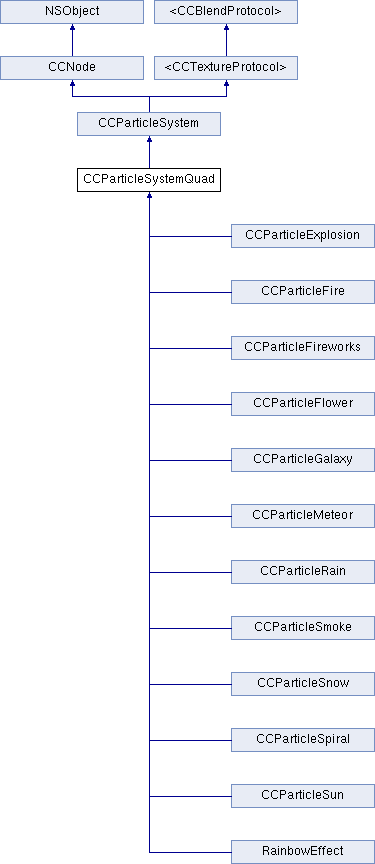 NSObject
<CCBlendProtocol>
CCNode
<CCTextureProtocol>
CCParticleSystem
CCParticleSystemQuad
CCParticleExplosion
CCParticleFire
CCParticleFireworks
CCParticleFlower
CCParticleGalaxy
CCParticleMeteor
CCParticleRain
CCParticleSmoke
CCParticleSnow
CCParticleSpiral
CCParticleSun
RainbowEffect